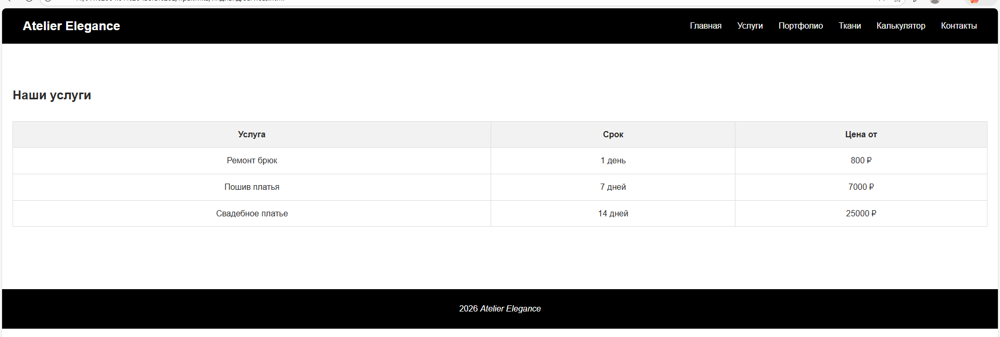 Atelier Elegance
Главная Услуги Портфолио Ткани Калькулятор Контакты
Наши услуги
Услуга Срок Цена от
Ремонт брюк 1 день 800 ₽
Пошив платья 7 дней 7000 ₽
Свадебное платье 14 дней 25000 ₽
2026 Atelier Elegance